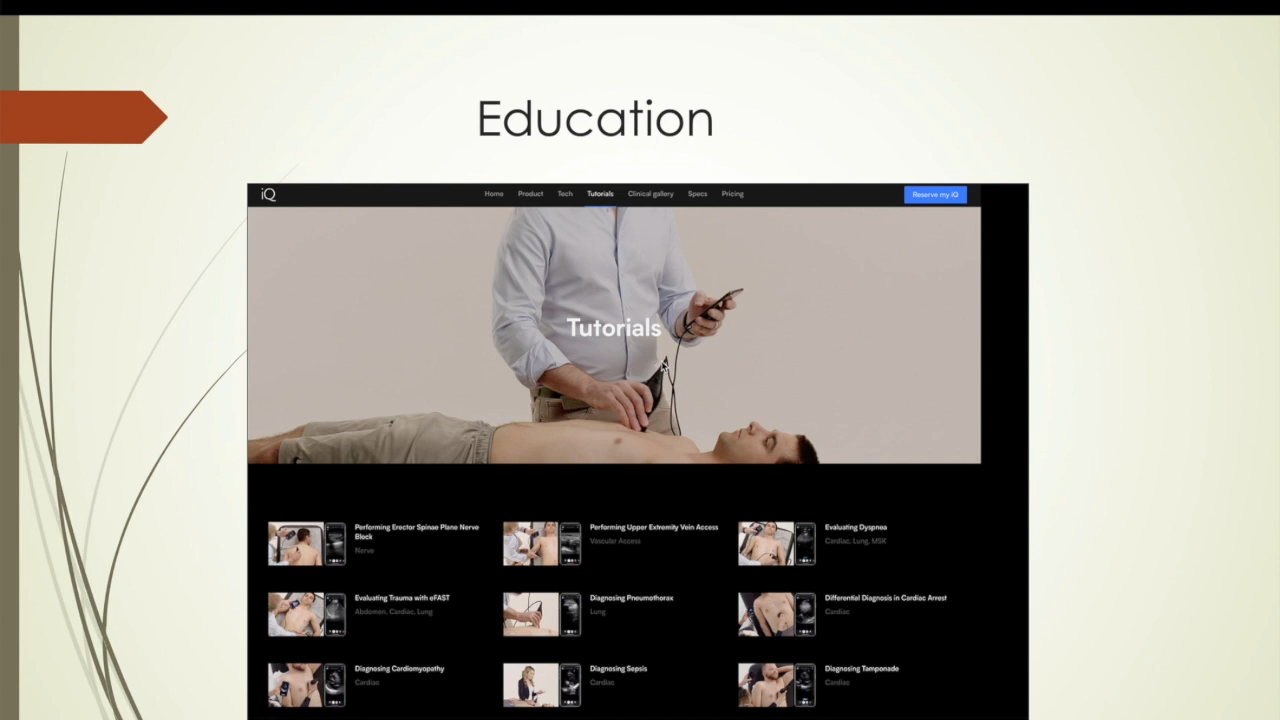 Education
iQ
Home Product Tech Tutorials Clinical gallery Specs Pricing
Reserve my iQ
Tutorials
Performing Erector Spinae Plane Nerve
Block
Nerve
Performing Upper Extremity Vein Access
Vascular Access
Evaluating Dyspnea
Cardiac, Lung, MSK
Evaluating Trauma with eFAST
Abdomen, Cardiac, Lung
Diagnosing Pneumothorax
Lung
Differential Diagnosis in Cardiac Arrest
Cardiac
Diagnosing Cardiomyopathy
Cardiac
Diagnosing Sepsis
Cardiac
Diagnosing Tamponade
Cardiac